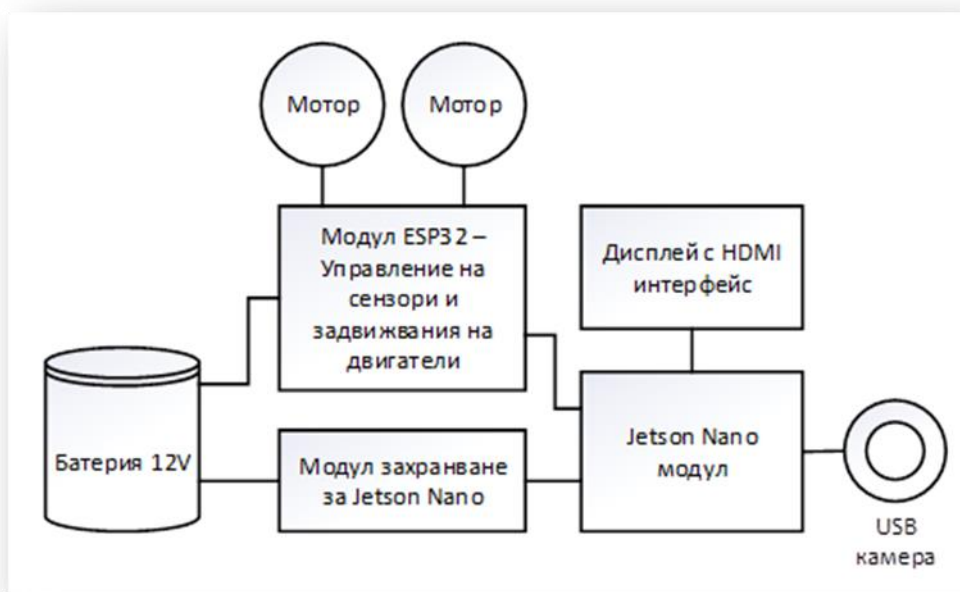 Мотор
Мотор
Модул ESP32 –
Управление на
сензори и
задвижвания на
двигатели
Дисплей с HDMI
интерфейс
Батерия 12V
Модул захранване
за Jetson Nano
Jetson Nano
модул
USB
камера